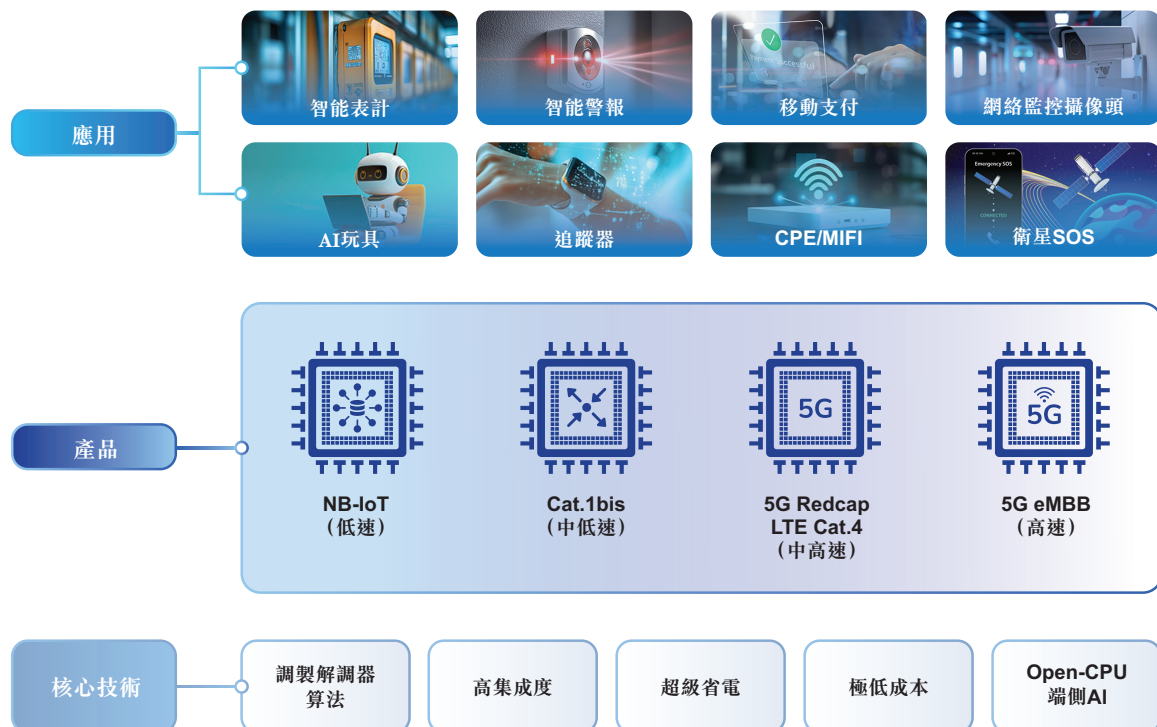 應用
智能表計
智能警報
successful
移動支付
網絡監控攝像頭
AI玩具
追蹤器
CPE/MIFI
Emergency SOS
CONNECTED
衛星SOS
產品
5G
5G
NB-IoT
(低速)
Cat.1bis
(中低速)
5G Redcap
LTE Cat.4
(中高速)
5G eMBB
(高速)
核心技術
調製解調器
算法
高集成度
超級省電
極低成本
Open-CPU
端側AI